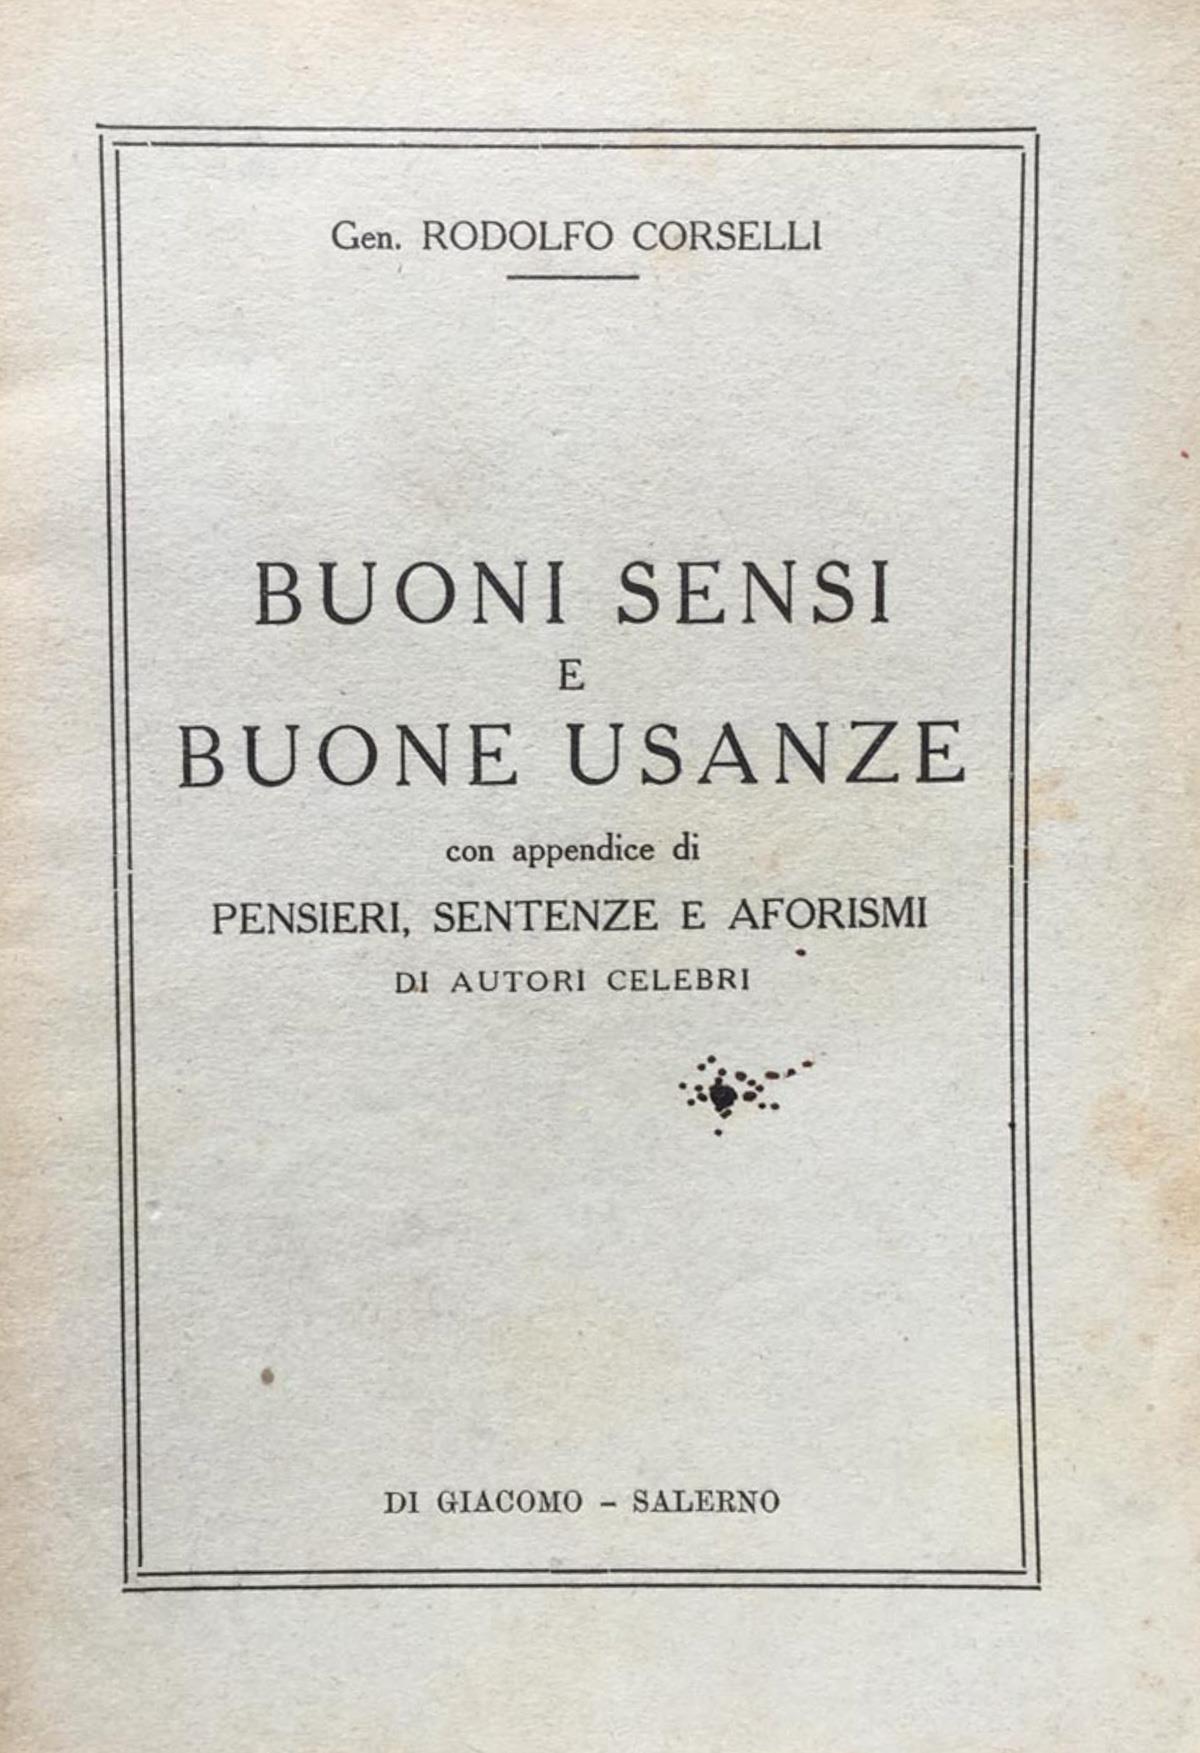 Gen. RODOLFO CORSELLI
BUONI SENSI
E
BUONE USANZE
con appendice di
PENSIERI, SENTENZE E AFORISMI
DI AUTORI CELEBRI
DI GIACOMO – SALERNO